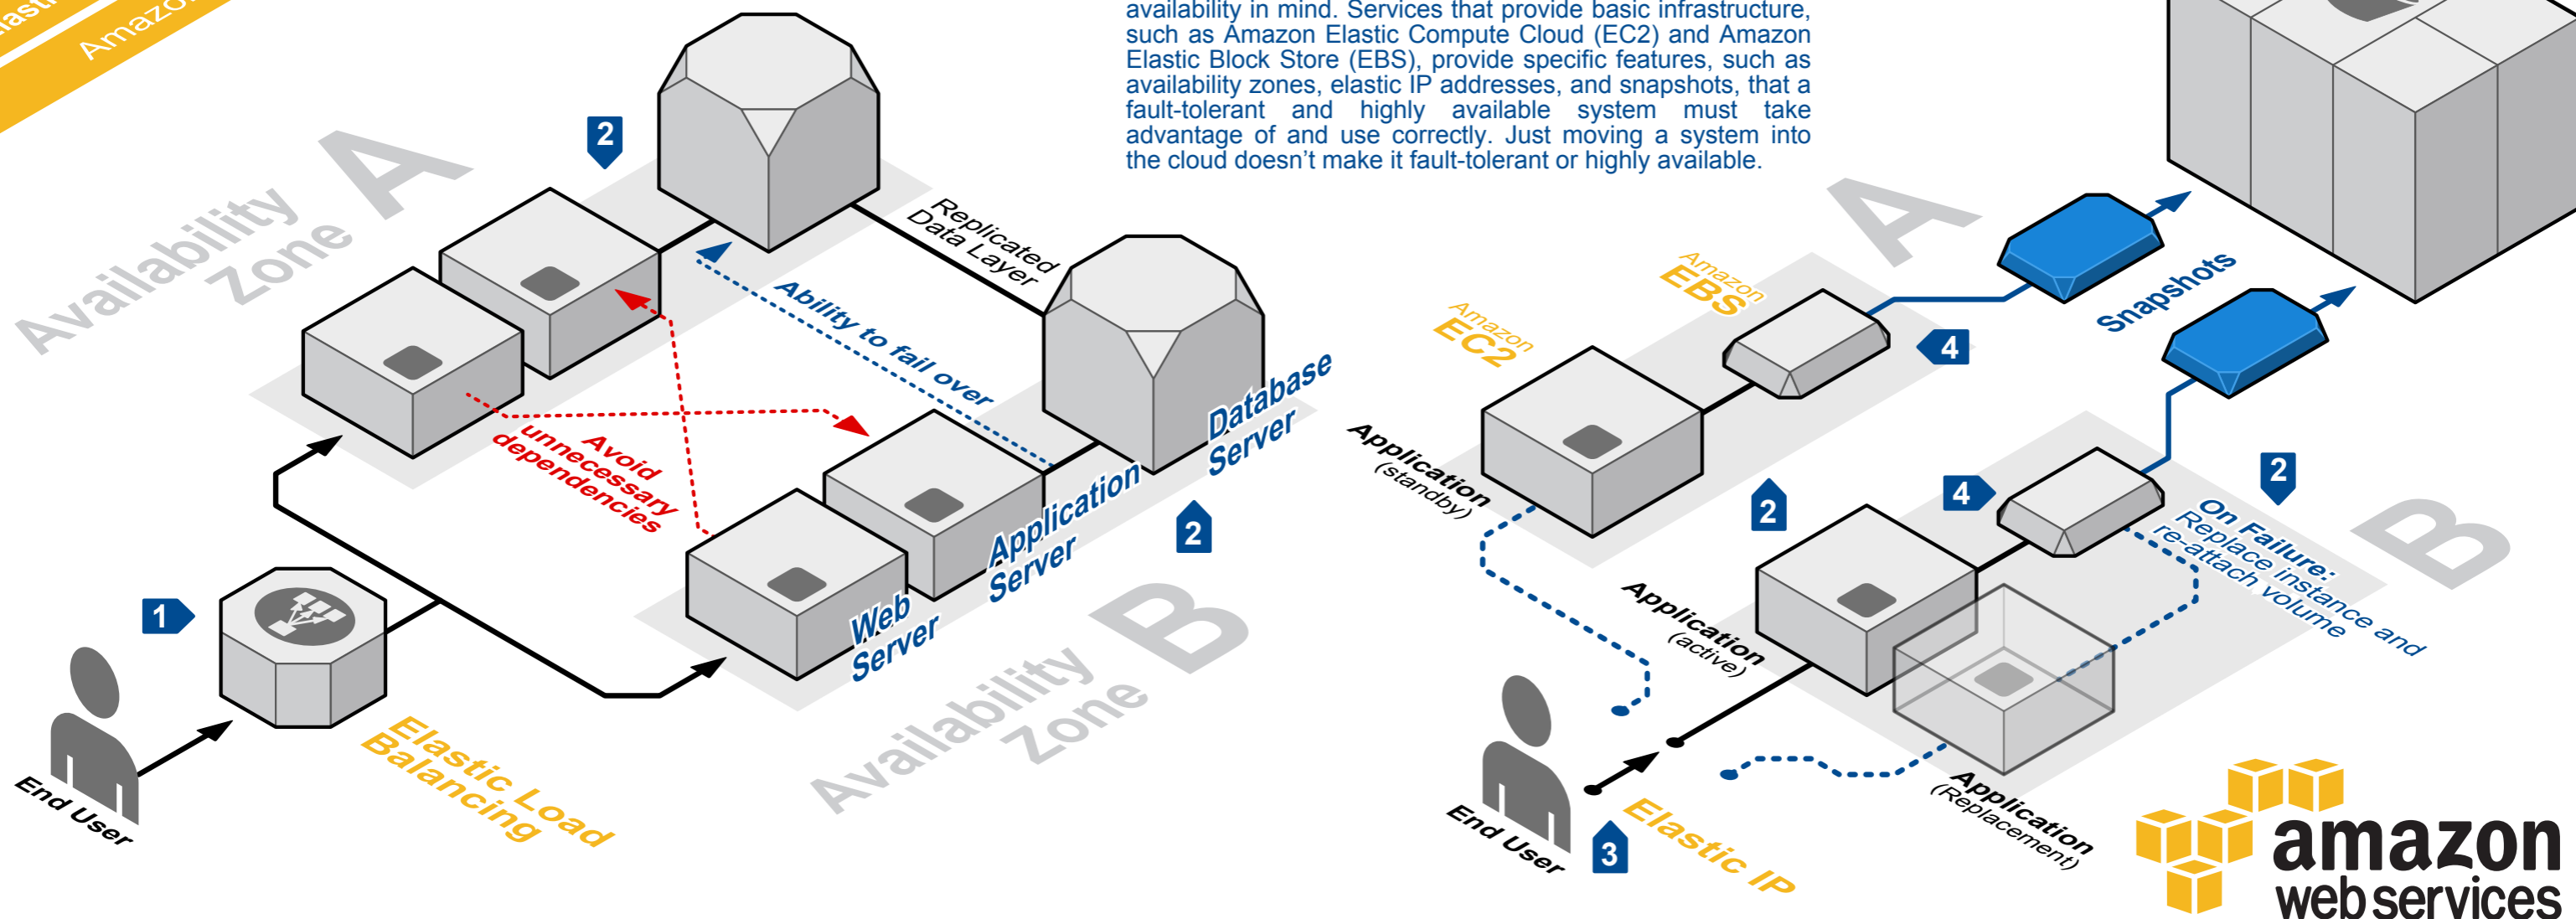 Amazon
availability in mind. Services that provide basic infrastructure,
such as Amazon Elastic Compute Cloud (EC2) and Amazon
Elastic Block Store (EBS), provide specific features, such as
availability zones, elastic IP addresses, and snapshots, that a
fault-tolerant and highly available system must take
advantage of and use correctly. Just moving a system into
the cloud doesn't make it fault-tolerant or highly available.
Availability
Zone
A
2
Replicated
Data Layer
Ability to fail over
Avoid
unnecessary
dependencies
Database
Server
Application
Server
Web
Server
2
1
End User
Elastic Load
Balancing
Availability
Zone
B
A
Amazon
EBS
Amazon
EC2
Snapshots
4
Application
(standby)
2
4
2
On Failure:
Replace instance and
re-attach volume
B
Application
(active)
End User
3
Elastic IP
Application
(Replacement)
amazon
web services